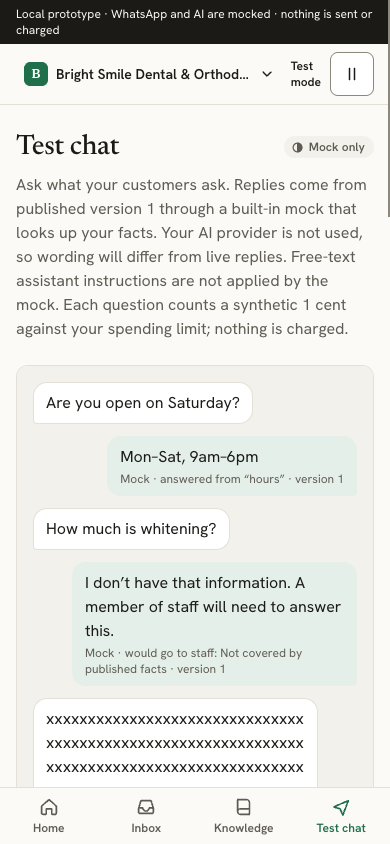 Local prototype · WhatsApp and AI are mocked · nothing is sent or
charged
B
Bright Smile Dental & Orthod...
Test
mode
Test chat
Mock only
Ask what your customers ask. Replies come from
published version 1 through a built-in mock that
looks up your facts. Your AI provider is not used,
so wording will differ from live replies. Free-text
assistant instructions are not applied by the
mock. Each question counts a synthetic 1 cent
against your spending limit; nothing is charged.
Are you open on Saturday?
Mon–Sat, 9am–6pm
Mock · answered from “hours” · version 1
How much is whitening?
I don’t have that information. A
member of staff will need to answer
this.
Mock · would go to staff: Not covered by
published facts · version 1
xxxxxxxxxxxxxxxxxxxxxxxxxxxxxxx
xxxxxxxxxxxxxxxxxxxxxxxxxxxxxxx
xxxxxxxxxxxxxxxxxxxxxxxxxxxxxxx
Home
Inbox
Knowledge
Test chat